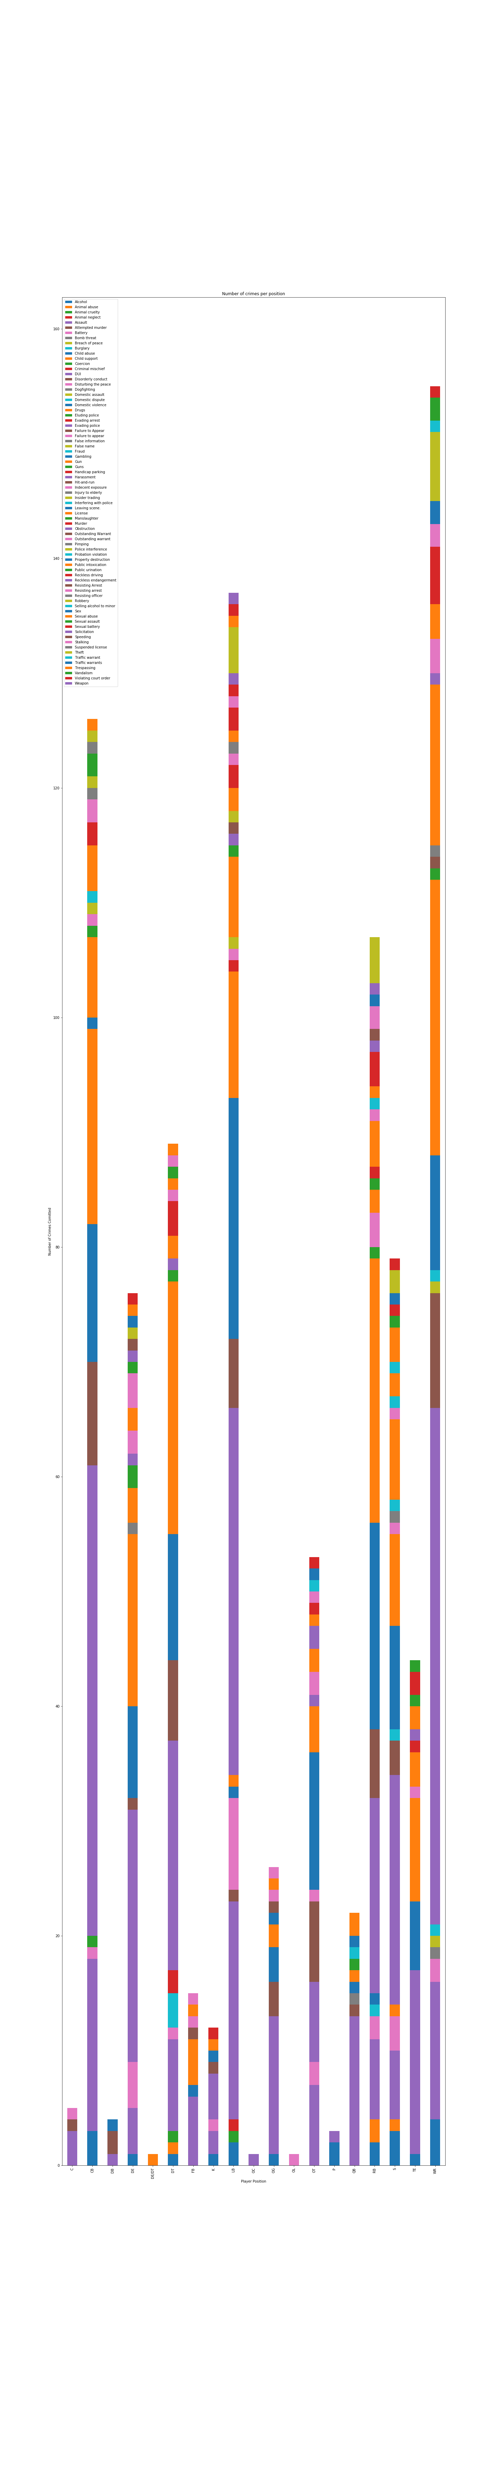 Number of crimes per position
Alcohol
Animal abuse
Animal cruelty
Animal neglect
Assault
Attempted murder
Battery
Bomb threat
Breach of peace
Burglary
Child abuse
Child support
Coercion
Criminal mischief
DUI
Disorderly conduct
Disturbing the peace
Dogfighting
Domestic assault
Domestic dispute
Domestic violence
Drugs
Eluding police
Evading arrest
Evading police
Failure to Appear
Failure to appear
False information
False name
Fraud
Gambling
Gun
Guns
Handicap parking
Harassment
Hit-and-run
Indecent exposure
Injury to elderly
Insider trading
Interfering with police
Leaving scene
License
Manslaughter
Murder
Obstruction
Outstanding Warrant
Outstanding warrant
Pimping
Police interference
Probation violation
Property destruction
Public intoxication
Public urination
Reckless driving
Reckless endangerment
Resisting Arrest
Resisting arrest
Resisting officer
Robbery
Selling alcohol to minor
Sex
Sexual abuse
Sexual assault
Sexual battery
Solicitation
Speeding
Stalking
Suspended license
Theft
Traffic warrant
Traffic warrants
Trespassing
Vandalism
Violating court order
Weapon
160
140
120
100
80
60
40
20
0
Number of Crimes Comitted
C
CB
DB
DE
DE/DT
DT
FB
K
LB
OC
OG
OL
OT
P
QB
RB
S
TE
WR
Player Position